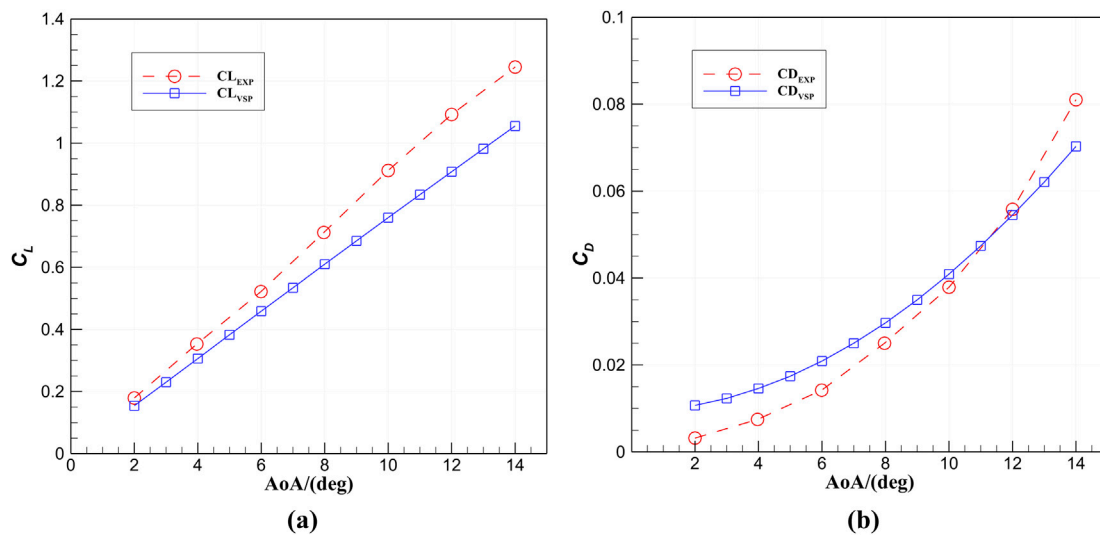 1.4
1.2
1
0.8
0.6
0.4
0.2
0
C_L
CL_EXP
CL_VSP
0 2 4 6 8 10 12 14
AoA/(deg)
(a)
0.1
0.08
0.06
0.04
0.02
0
C_D
CD_EXP
CD_VSP
2 4 6 8 10 12 14
AoA/(deg)
(b)